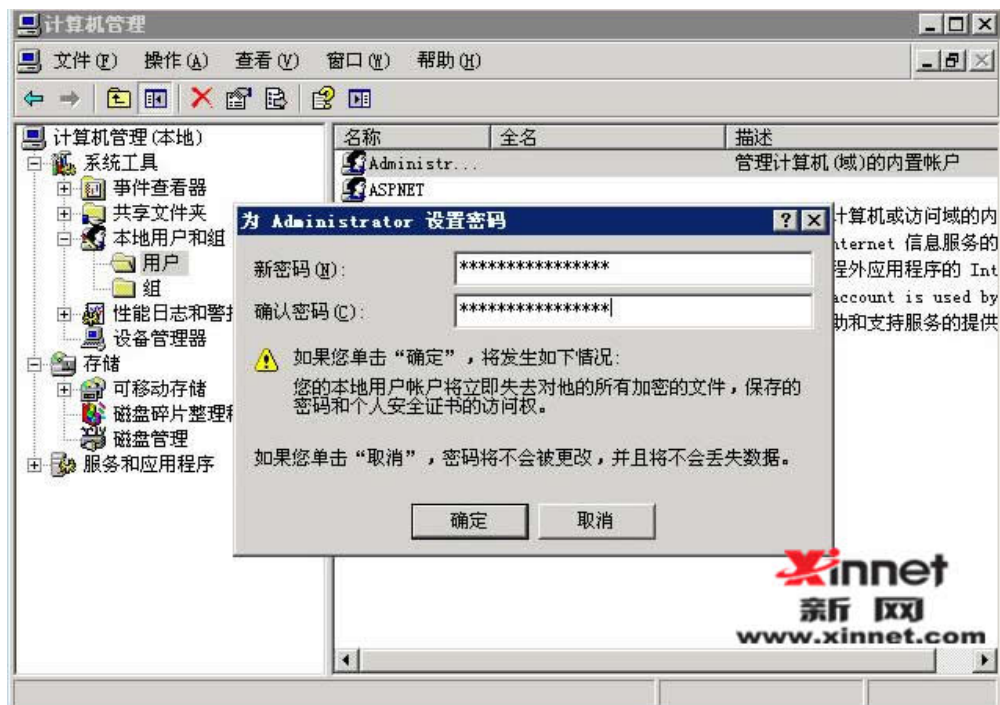 计算机管理
文件(F) 操作(A) 查看(V) 窗口(W) 帮助(H)
计算机管理(本地)
系统工具
事件查看器
共享文件夹
本地用户和组
用户
组
性能日志和警
设备管理器
存储
可移动存储
磁盘碎片整理
磁盘管理
服务和应用程序
名称 全名 描述
Administr... 管理计算机(域)的内置帐户
ASPNET
计算机或访问域的内
nternet 信息服务的
程外应用程序的 Int
account is used by
助和支持服务的提供
为 Administrator 设置密码
新密码(N): ****************
确认密码(C): ****************
如果您单击“确定”，将发生如下情况:
您的本地用户帐户将立即失去对他的所有加密的文件，保存的
密码和个人安全证书的访问权。
如果您单击“取消”，密码将不会被更改，并且将不会丢失数据。
确定 取消
Xinnet
新网
www.xinnet.com